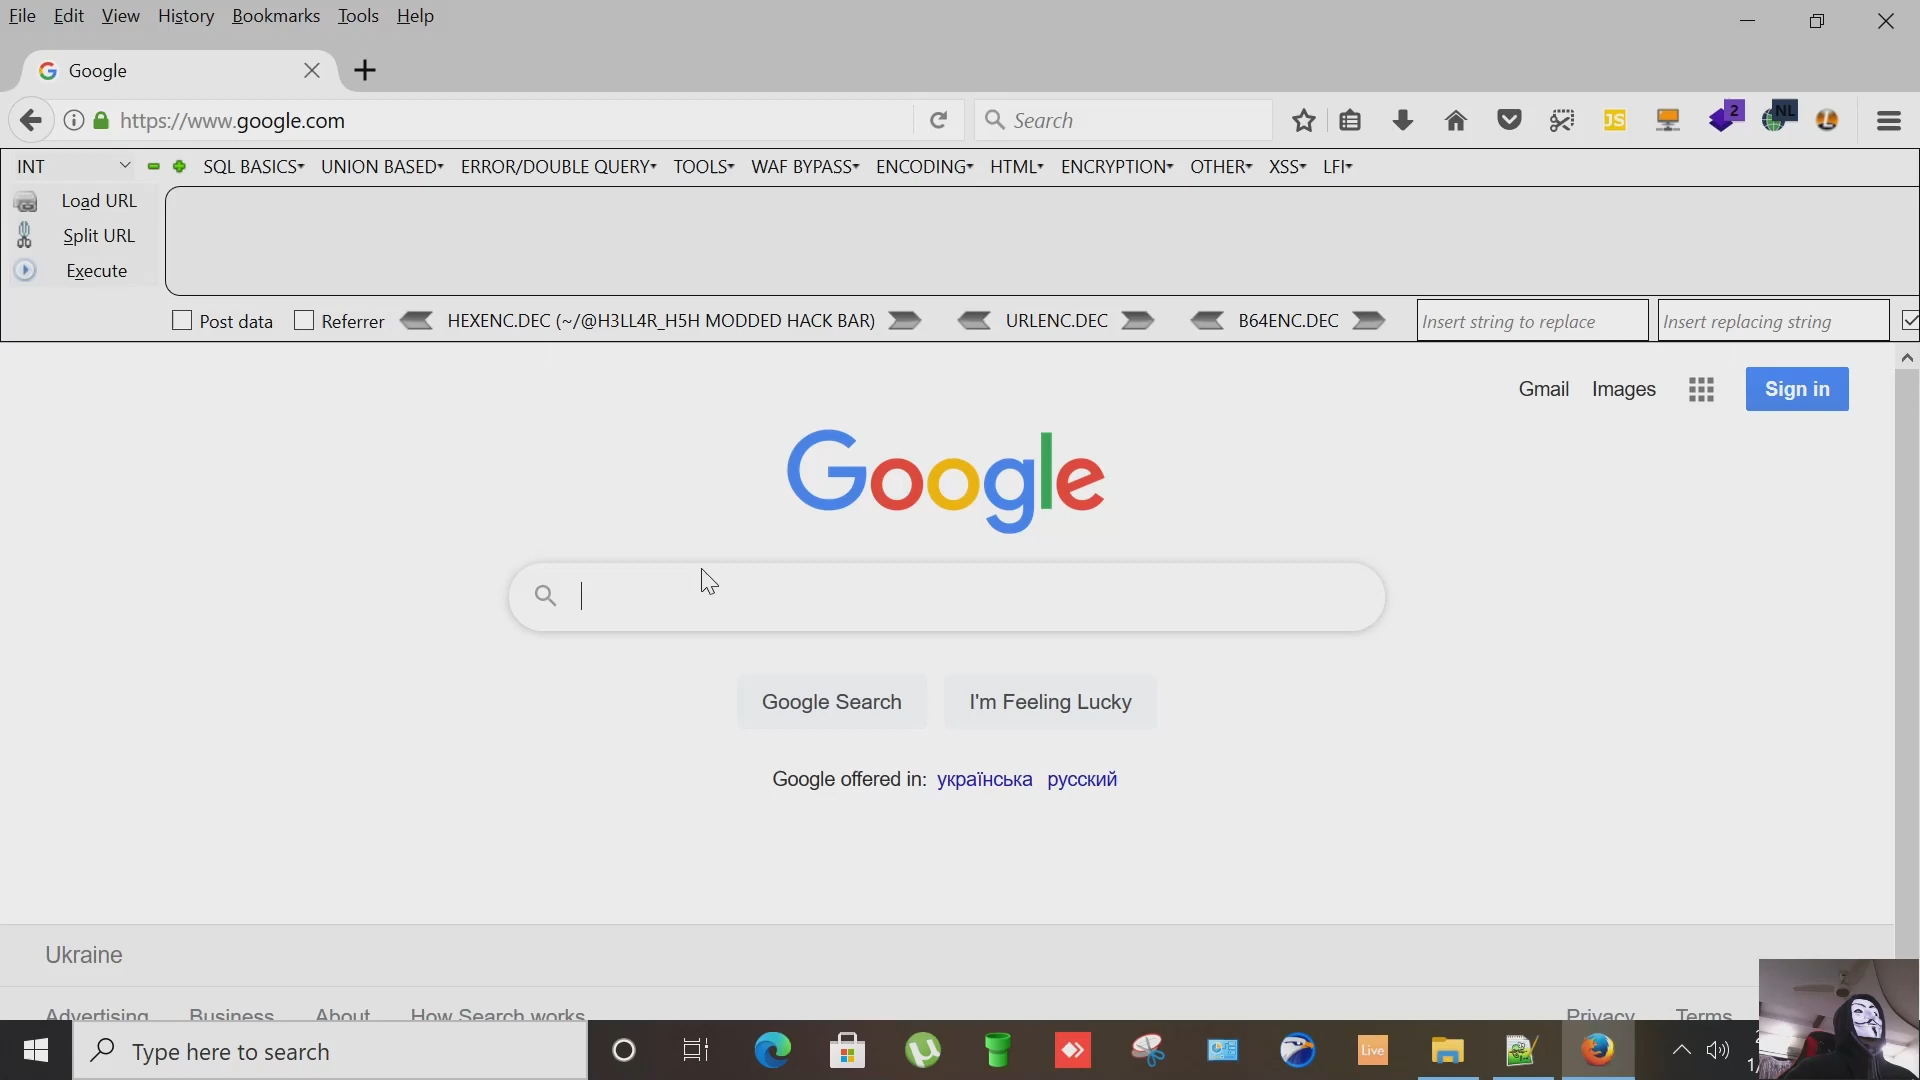 File Edit View History Bookmarks Tools Help
Google
https://www.google.com
Search
JS
2
NL
INT
SQL BASICS UNION BASED ERROR/DOUBLE QUERY TOOLS WAF BYPASS ENCODING HTML ENCRYPTION OTHER XSS LFI
Load URL
Split URL
Execute
Post data Referrer HEXENC.DEC (~/@H3LL4R_H5H MODDED HACK BAR) URLENC.DEC B64ENC.DEC Insert string to replace Insert replacing string
Gmail Images Sign in
Google
Google Search I'm Feeling Lucky
Google offered in: українська русский
Ukraine
Advertising Business About How Search works Privacy Terms
Type here to search
Live